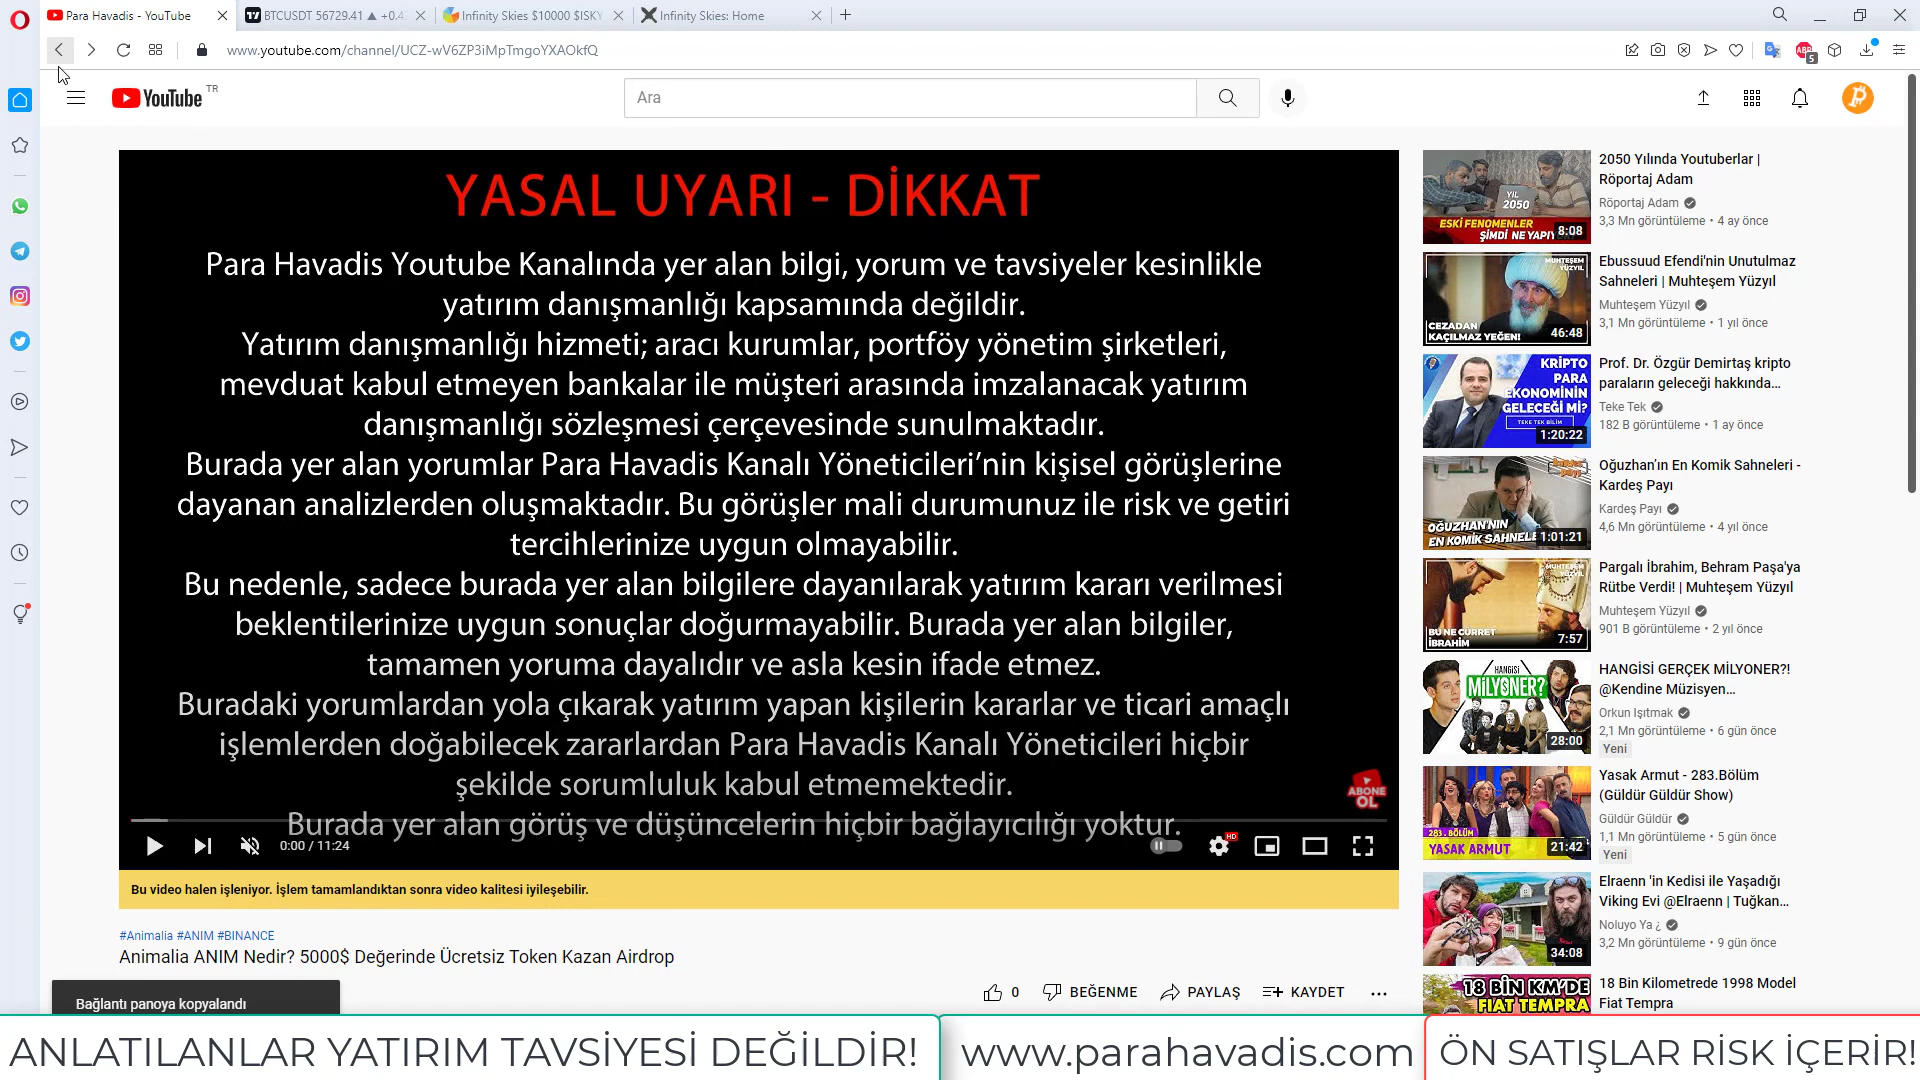 Para Havadis - YouTube
BTCUSDT 56729.41 ▲ +0.4
Infinity Skies $10000 $ISKY
Infinity Skies: Home
www.youtube.com/channel/UCZ-wV6ZP3iMpTmgoYXAOkfQ
ABP
5
YouTube TR
Ara
YASAL UYARI - DİKKAT
Para Havadis Youtube Kanalında yer alan bilgi, yorum ve tavsiyeler kesinlikle
yatırım danışmanlığı kapsamında değildir.
Yatırım danışmanlığı hizmeti; aracı kurumlar, portföy yönetim şirketleri,
mevduat kabul etmeyen bankalar ile müşteri arasında imzalanacak yatırım
danışmanlığı sözleşmesi çerçevesinde sunulmaktadır.
Burada yer alan yorumlar Para Havadis Kanalı Yöneticileri’nin kişisel görüşlerine
dayanan analizlerden oluşmaktadır. Bu görüşler mali durumunuz ile risk ve getiri
tercihlerinize uygun olmayabilir.
Bu nedenle, sadece burada yer alan bilgilere dayanılarak yatırım kararı verilmesi
beklentilerinize uygun sonuçlar doğurmayabilir. Burada yer alan bilgiler,
tamamen yoruma dayalıdır ve asla kesin ifade etmez.
Buradaki yorumlardan yola çıkarak yatırım yapan kişilerin kararlar ve ticari amaçlı
işlemlerden doğabilecek zararlardan Para Havadis Kanalı Yöneticileri hiçbir
şekilde sorumluluk kabul etmemektedir.
Burada yer alan görüş ve düşüncelerin hiçbir bağlayıcılığı yoktur.
ABONE
OL
0:00 / 11:24
HD
Bu video halen işleniyor. İşlem tamamlandıktan sonra video kalitesi iyileşebilir.
#Animalia #ANIM #BINANCE
Animalia ANIM Nedir? 5000$ Değerinde Ücretsiz Token Kazan Airdrop
0
BEĞENME
PAYLAŞ
KAYDET
Bağlantı panoya kopyalandı
YIL
2050
ESKİ FENOMENLER
ŞİMDİ NE YAPIY
8:08
2050 Yılında Youtuberlar |
Röportaj Adam
Röportaj Adam
3,3 Mn görüntüleme • 4 ay önce
MUHTEŞEM
YÜZYIL
CEZADAN
KAÇILMAZ YEĞEN!
46:48
Ebussuud Efendi'nin Unutulmaz
Sahneleri | Muhteşem Yüzyıl
Muhteşem Yüzyıl
3,1 Mn görüntüleme • 1 yıl önce
KRİPTO
PARA
EKONOMİNİN
GELECEĞİ Mİ?
TEKE TEK BİLİM
1:20:22
Prof. Dr. Özgür Demirtaş kripto
paraların geleceği hakkında...
Teke Tek
182 B görüntüleme • 1 ay önce
OĞUZHAN'NIN
EN KOMİK SAHNELE
1:01:21
Oğuzhan’ın En Komik Sahneleri -
Kardeş Payı
Kardeş Payı
4,6 Mn görüntüleme • 4 yıl önce
MUHTEŞEM
YÜZYIL
BU NE CÜRRET
İBRAHİM
7:57
Pargalı İbrahim, Behram Paşa'ya
Rütbe Verdi! | Muhteşem Yüzyıl
Muhteşem Yüzyıl
901 B görüntüleme • 2 yıl önce
HANGİSİ
MİLYONER?
28:00
HANGİSİ GERÇEK MİLYONER?!
@Kendine Müzisyen...
Orkun Işıtmak
2,1 Mn görüntüleme • 6 gün önce
Yeni
283. BÖLÜM
YASAK ARMUT
21:42
Yasak Armut - 283.Bölüm
(Güldür Güldür Show)
Güldür Güldür
1,1 Mn görüntüleme • 5 gün önce
Yeni
34:08
Elraenn 'in Kedisi ile Yaşadığı
Viking Evi @Elraenn | Tuğkan...
Noluyo Ya ¿
3,2 Mn görüntüleme • 9 gün önce
18 BİN KM'DE
FIAT TEMPRA
18 Bin Kilometrede 1998 Model
Fiat Tempra
ANLATILANLAR YATIRIM TAVSİYESİ DEĞİLDİR!
www.parahavadis.com
ÖN SATIŞLAR RİSK İÇERİR!